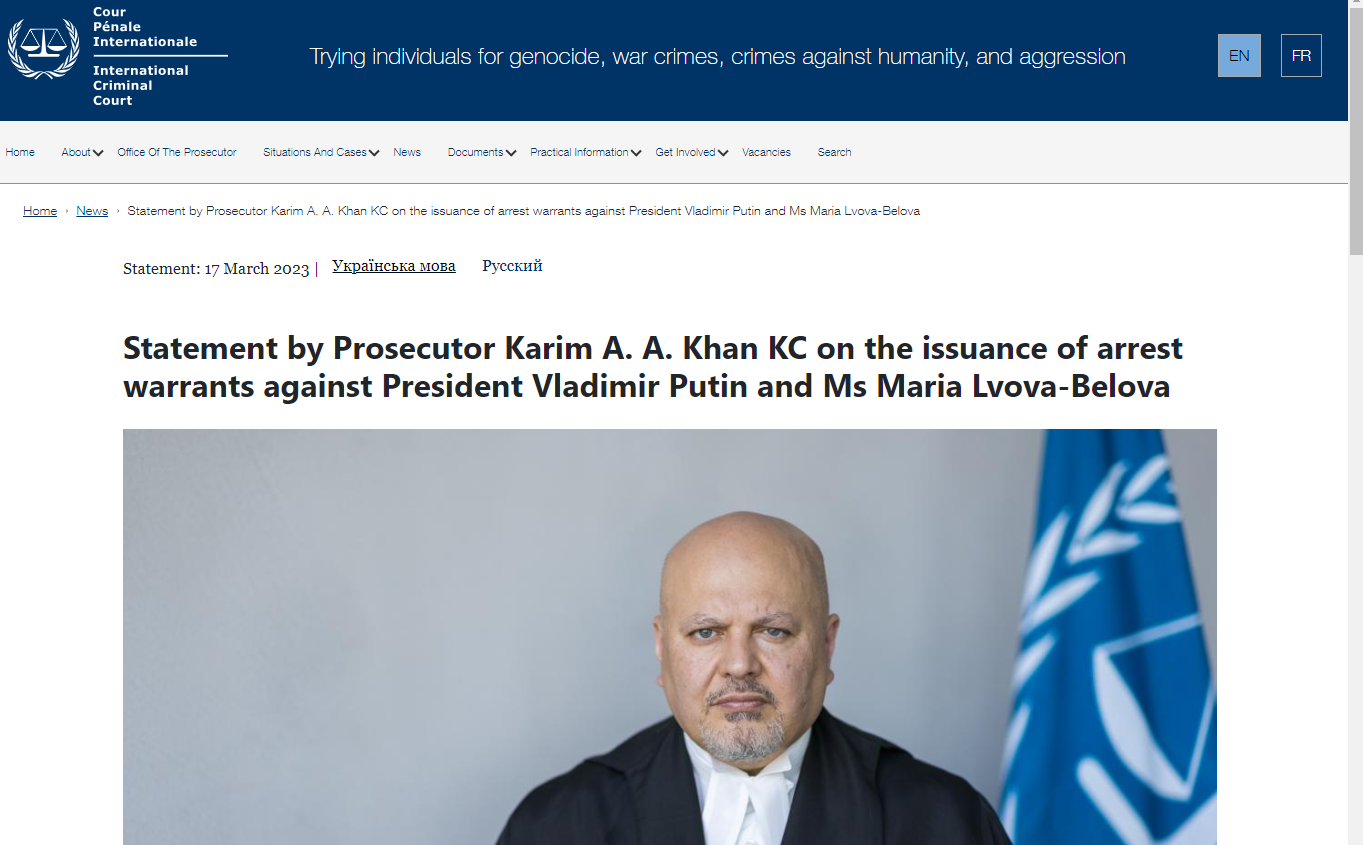 Cour
Pénale
Internationale
International
Criminal
Court
Trying individuals for genocide, war crimes, crimes against humanity, and aggression
EN
FR
Home
About
Office Of The Prosecutor
Situations And Cases
News
Documents
Practical Information
Get Involved
Vacancies
Search
Home › News › Statement by Prosecutor Karim A. A. Khan KC on the issuance of arrest warrants against President Vladimir Putin and Ms Maria Lvova-Belova
Statement: 17 March 2023 | Українська мова Русский
Statement by Prosecutor Karim A. A. Khan KC on the issuance of arrest
warrants against President Vladimir Putin and Ms Maria Lvova-Belova